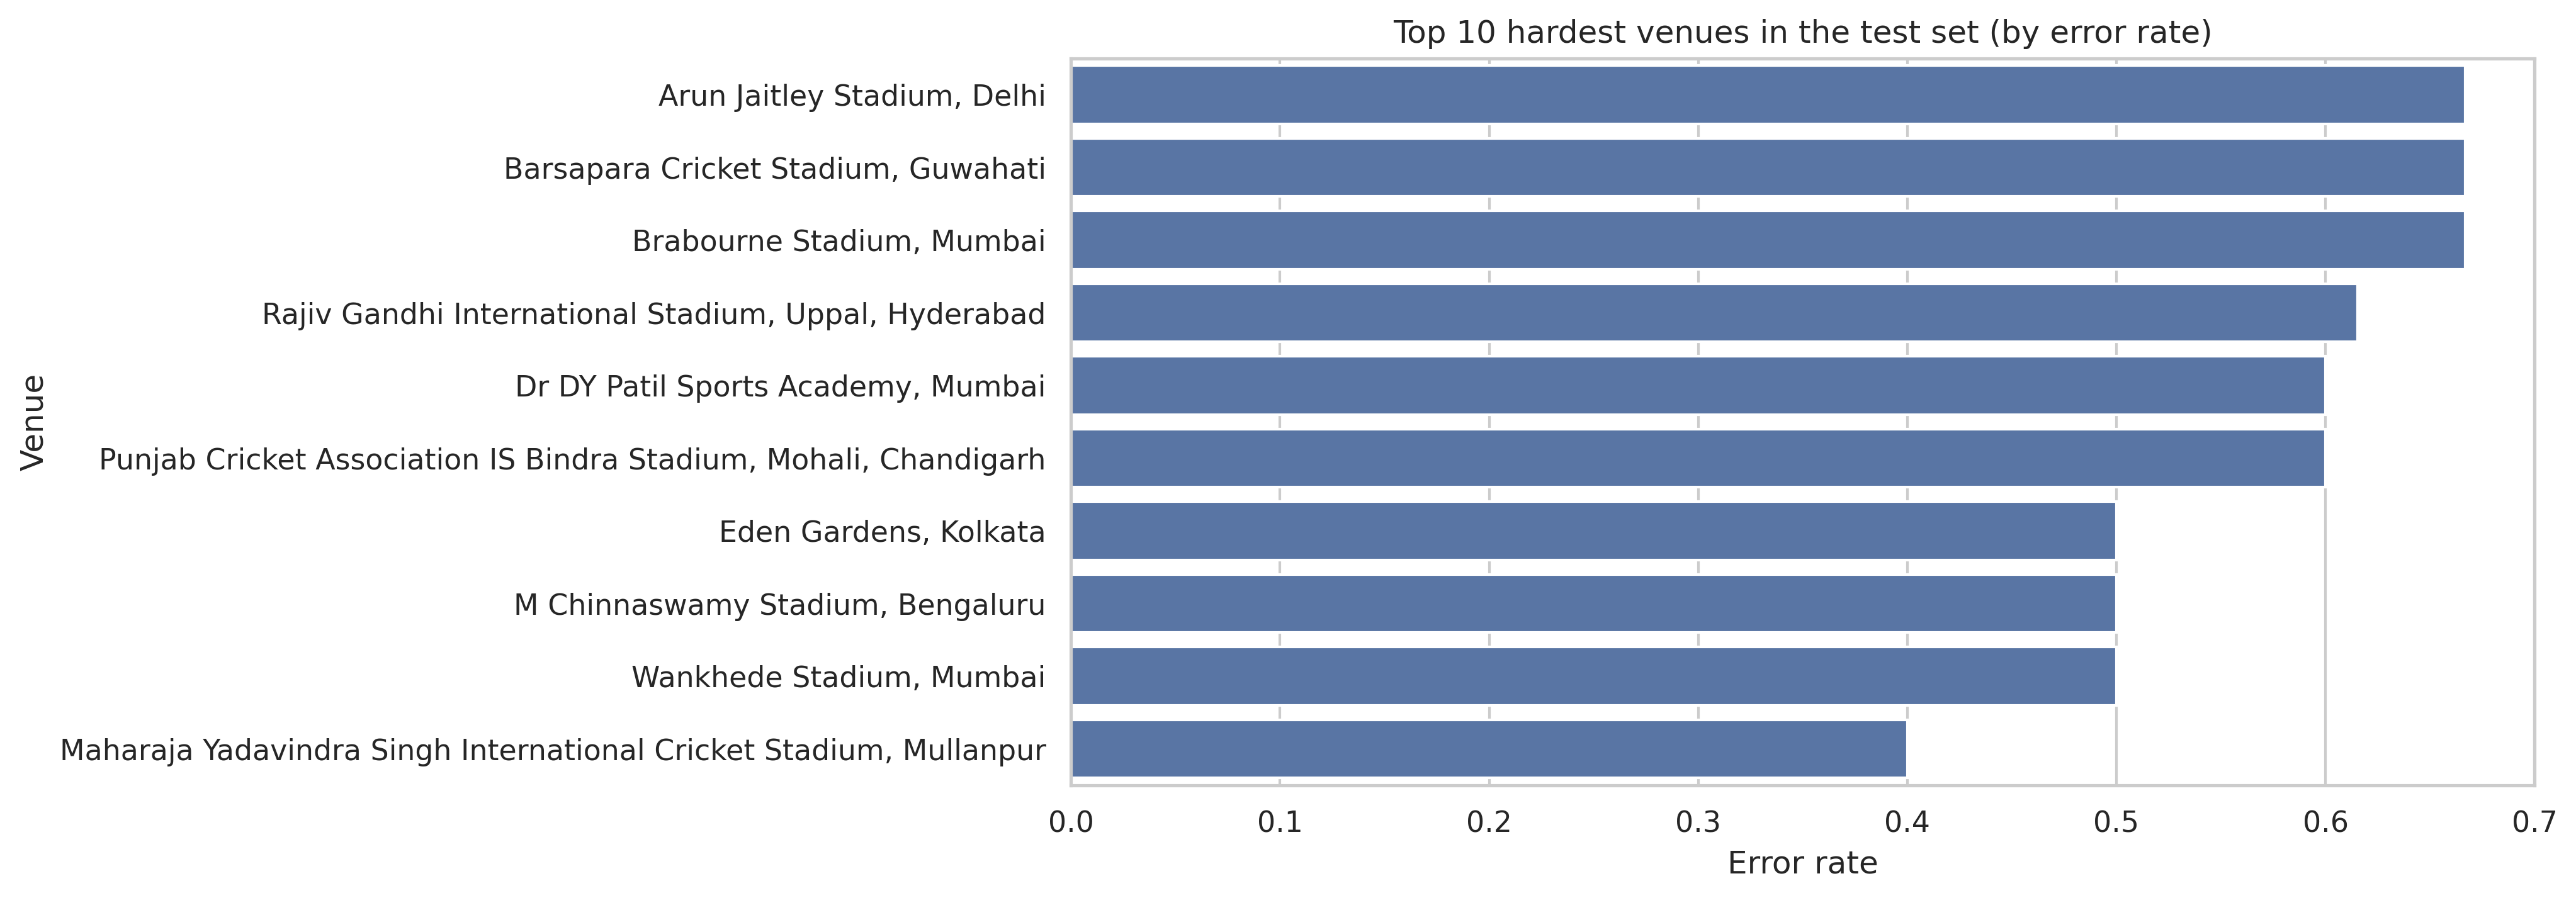 Top 10 hardest venues in the test set (by error rate)
Venue
Arun Jaitley Stadium, Delhi
Barsapara Cricket Stadium, Guwahati
Brabourne Stadium, Mumbai
Rajiv Gandhi International Stadium, Uppal, Hyderabad
Dr DY Patil Sports Academy, Mumbai
Punjab Cricket Association IS Bindra Stadium, Mohali, Chandigarh
Eden Gardens, Kolkata
M Chinnaswamy Stadium, Bengaluru
Wankhede Stadium, Mumbai
Maharaja Yadavindra Singh International Cricket Stadium, Mullanpur
0.0 0.1 0.2 0.3 0.4 0.5 0.6 0.7
Error rate